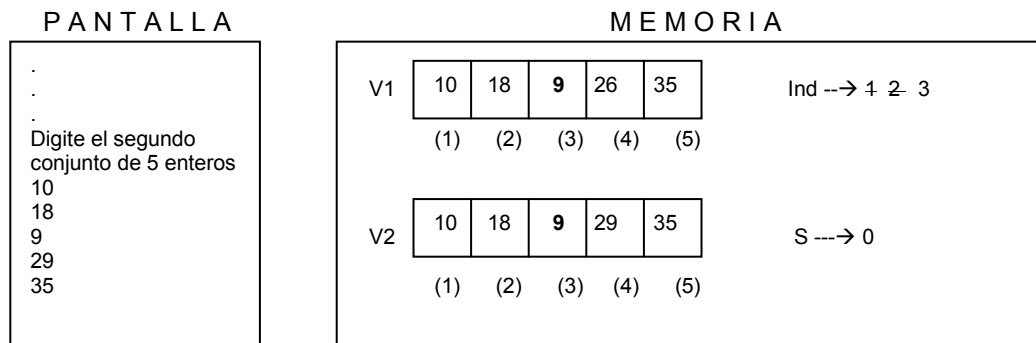 P A N T A L L A
M E M O R I A
.
.
.
Digite el segundo
conjunto de 5 enteros
10
18
9
29
35
V1 10 18 9 26 35 Ind --→ 1 2 3
(1) (2) (3) (4) (5)
V2 10 18 9 29 35 S ---→ 0
(1) (2) (3) (4) (5)